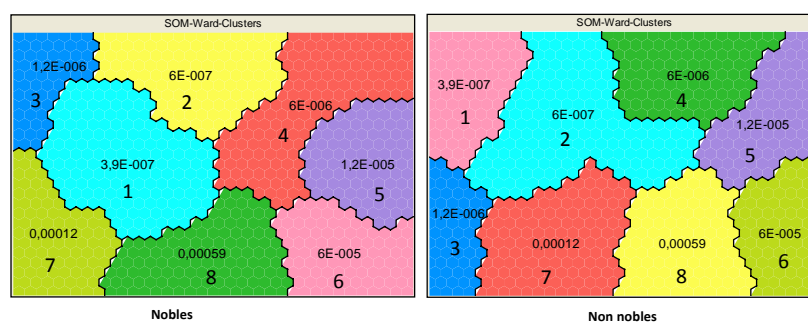 SOM-Ward-Clusters
1,2E-006
3
6E-007
2
6E-006
4
3,9E-007
1
1,2E-005
5
0,00012
7
0,00059
8
6E-005
6
Nobles
SOM-Ward-Clusters
3,9E-007
1
6E-006
4
6E-007
2
1,2E-005
5
1,2E-006
3
0,00012
7
0,00059
8
6E-005
6
Non nobles